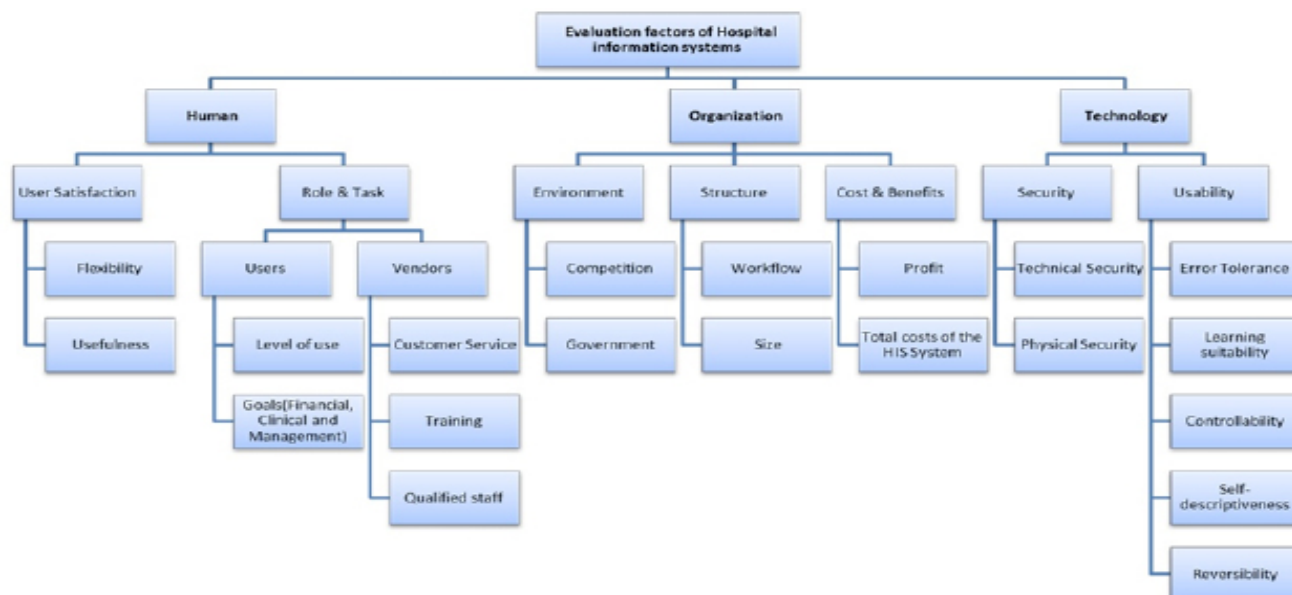 Evaluation factors of Hospital
information systems
Human
Organization
Technology
User Satisfaction
Role & Task
Environment
Structure
Cost & Benefits
Security
Usability
Flexibility
Users
Vendors
Competition
Workflow
Profit
Technical Security
Error Tolerance
Usefulness
Level of use
Customer Service
Government
Size
Total costs of the
HIS System
Physical Security
Learning
suitability
Goals(Financial,
Clinical and
Management)
Training
Controllability
Qualified staff
Self-
descriptiveness
Reversibility